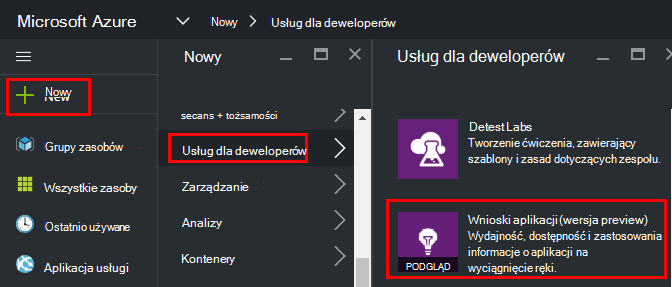 Microsoft Azure
Nowy > Usług dla deweloperów
Nowy
Usług dla deweloperów
Nowy
New
Grupy zasobów
Wszystkie zasoby
Ostatnio używane
Aplikacja usługi
secans + tożsamości
Usług dla deweloperów
Zarządzanie
Analizy
Kontenery
Detest Labs
Tworzenie ćwiczenia, zawierający
szablony i zasad dotyczących zespołu.
Wnioski aplikacji (wersja preview)
Wydajność, dostępność i zastosowania
informacje o aplikacji na
wyciągnięcie ręki.
PODGLĄD